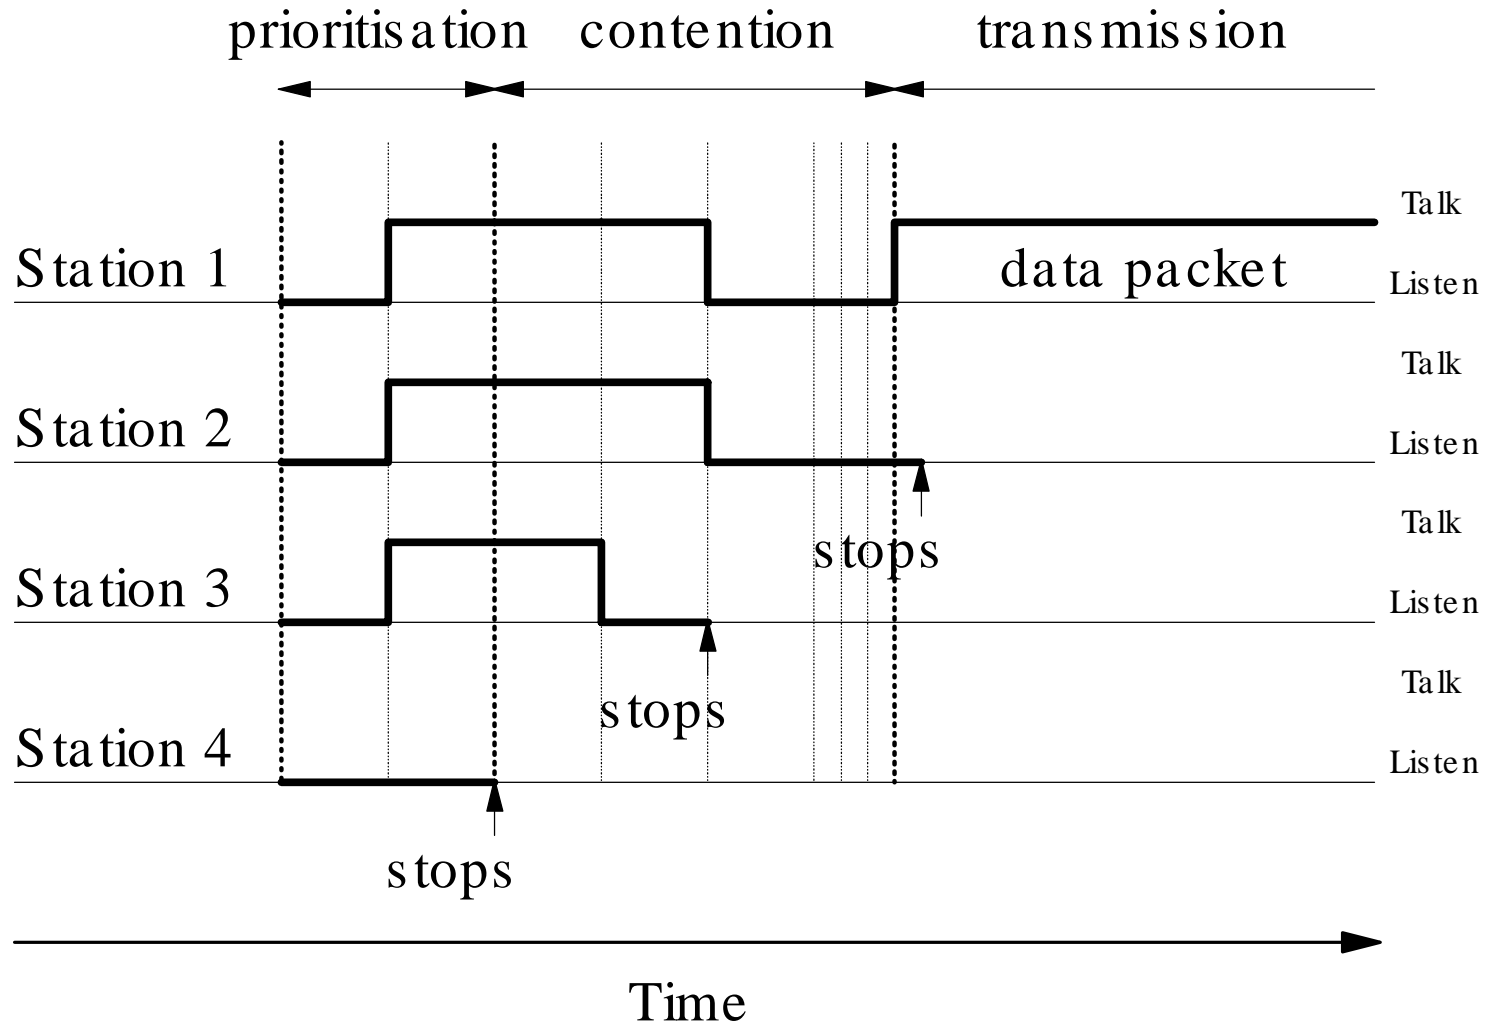 prioritisation contention transmission
Talk
Station 1 data packet Listen
Talk
Station 2 Listen
stops
Talk
Station 3 Listen
stops
Talk
Station 4 Listen
stops
Time